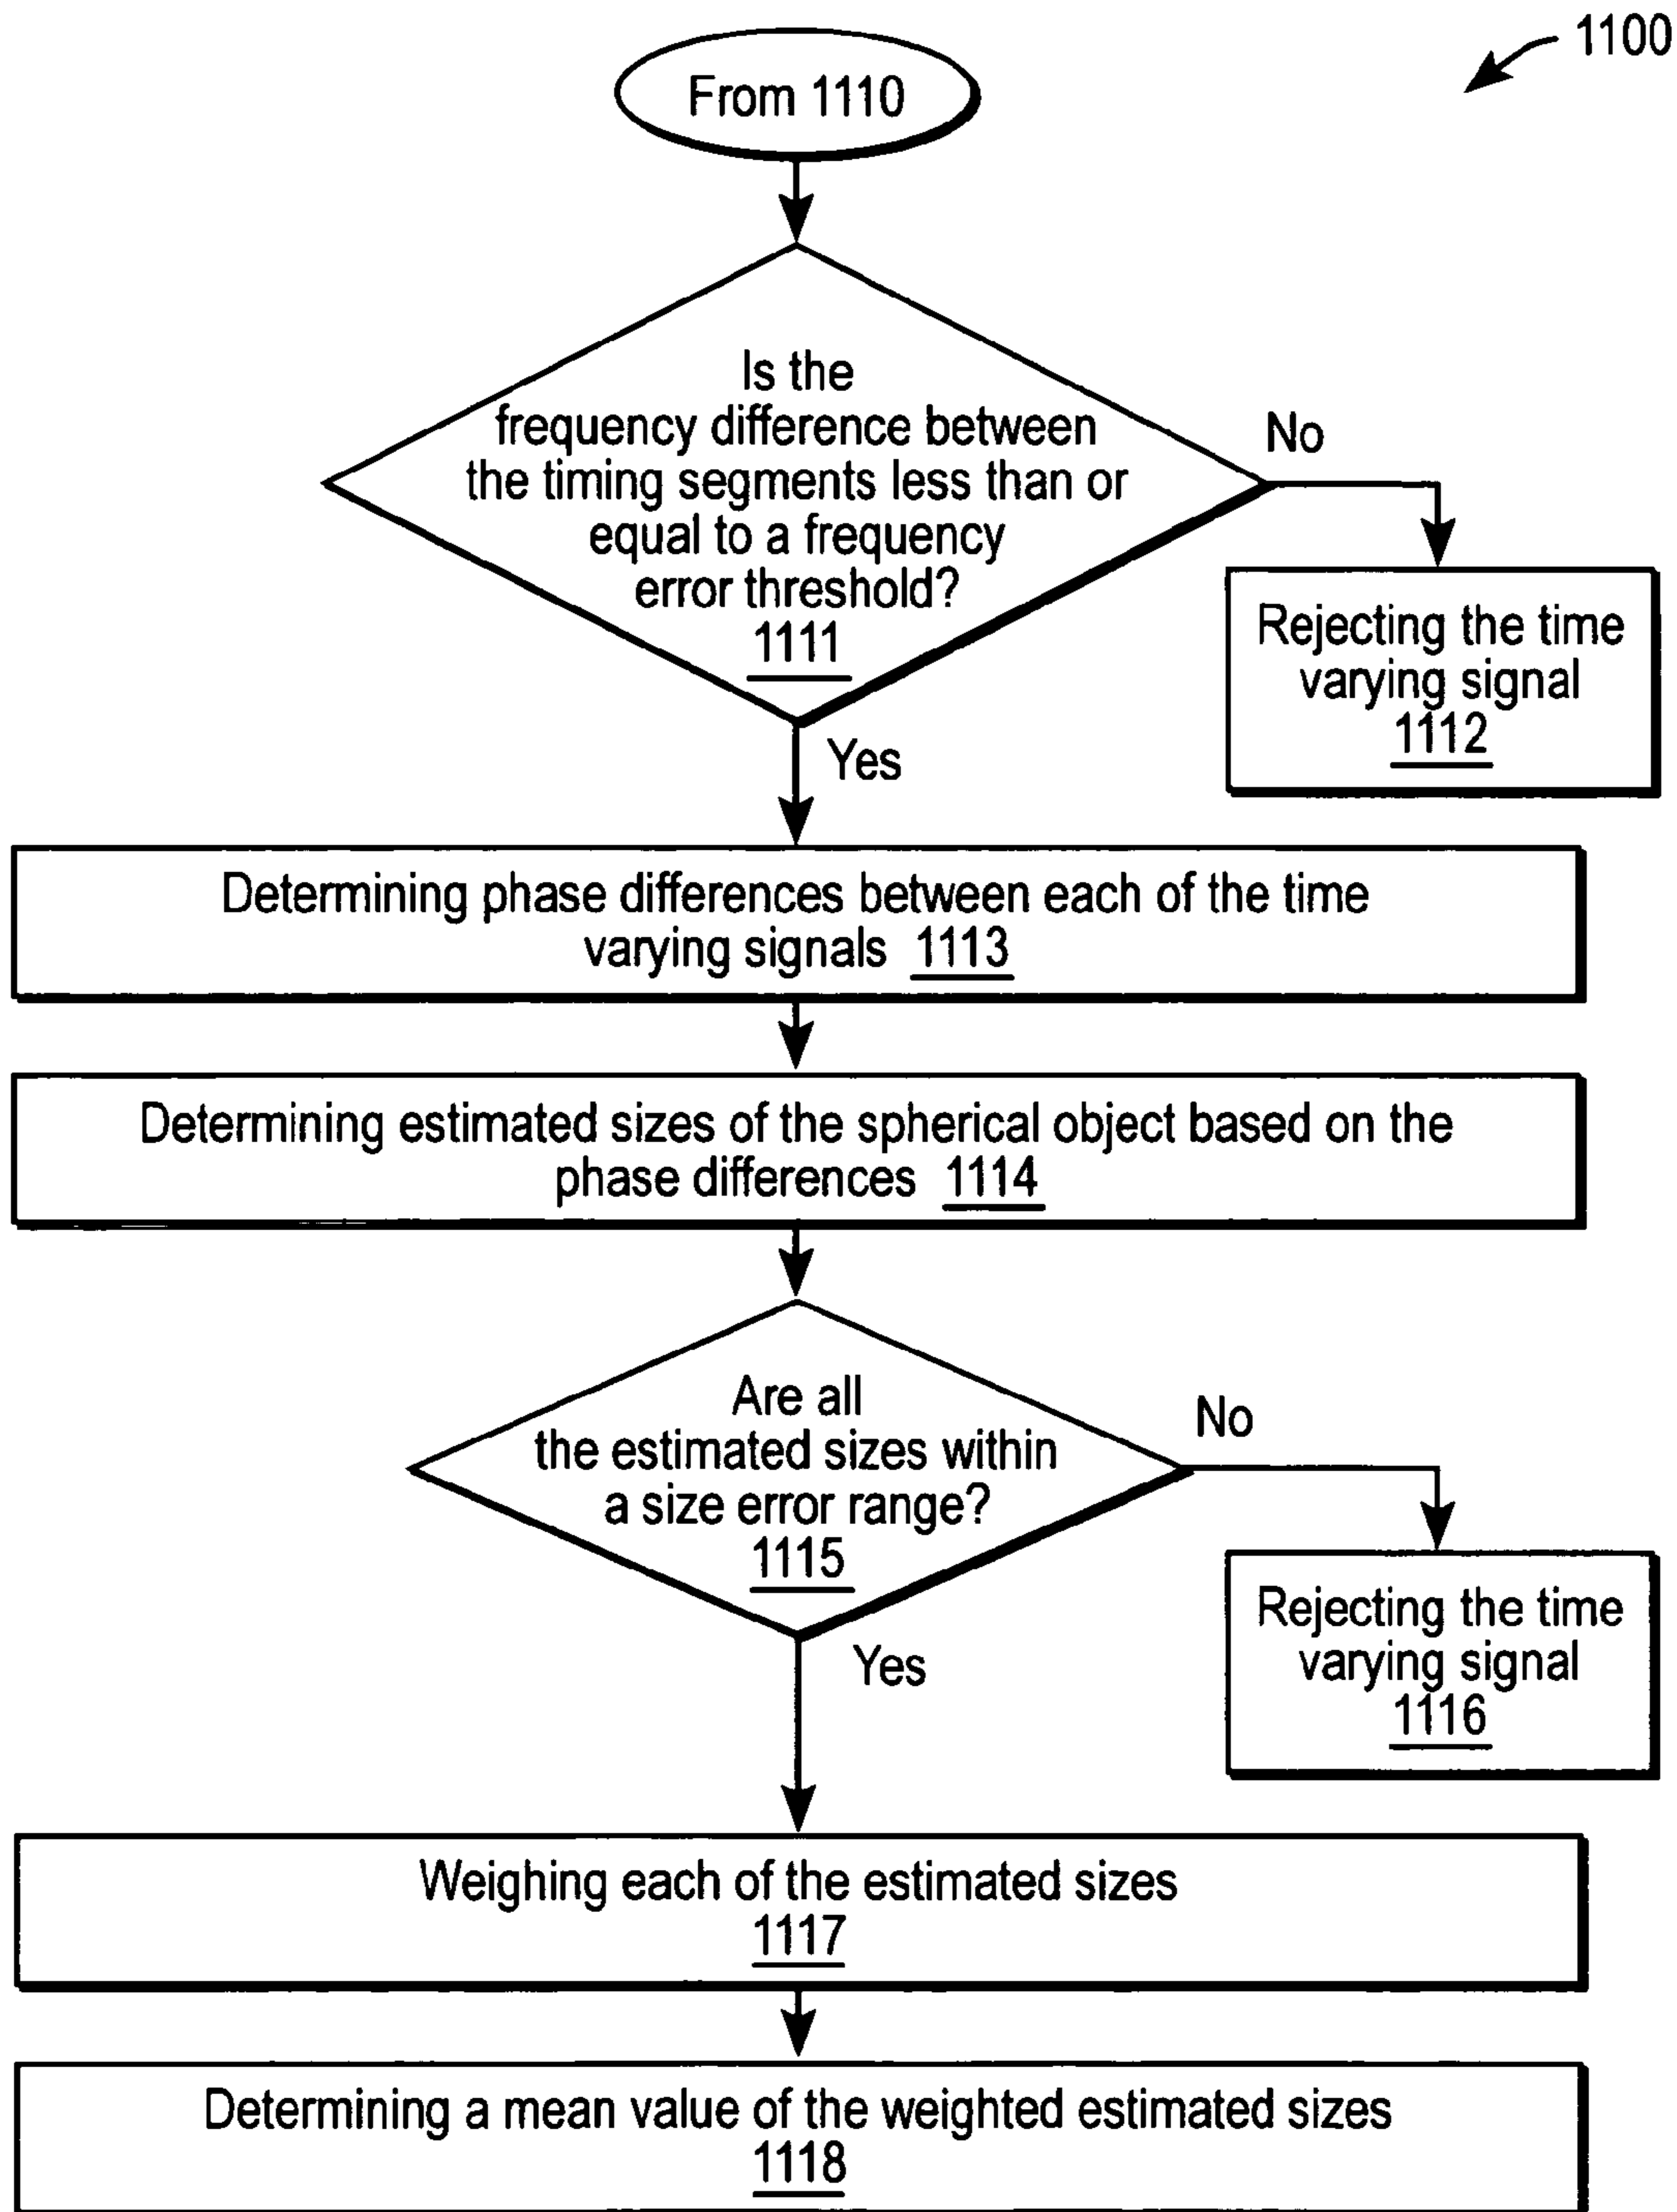 1100
From 1110
Is the
frequency difference between
the timing segments less than or
equal to a frequency
error threshold?
1111
No
Rejecting the time
varying signal
1112
Yes
Determining phase differences between each of the time
varying signals 1113
Determining estimated sizes of the spherical object based on the
phase differences 1114
Are all
the estimated sizes within
a size error range?
1115
No
Rejecting the time
varying signal
1116
Yes
Weighing each of the estimated sizes
1117
Determining a mean value of the weighted estimated sizes
1118